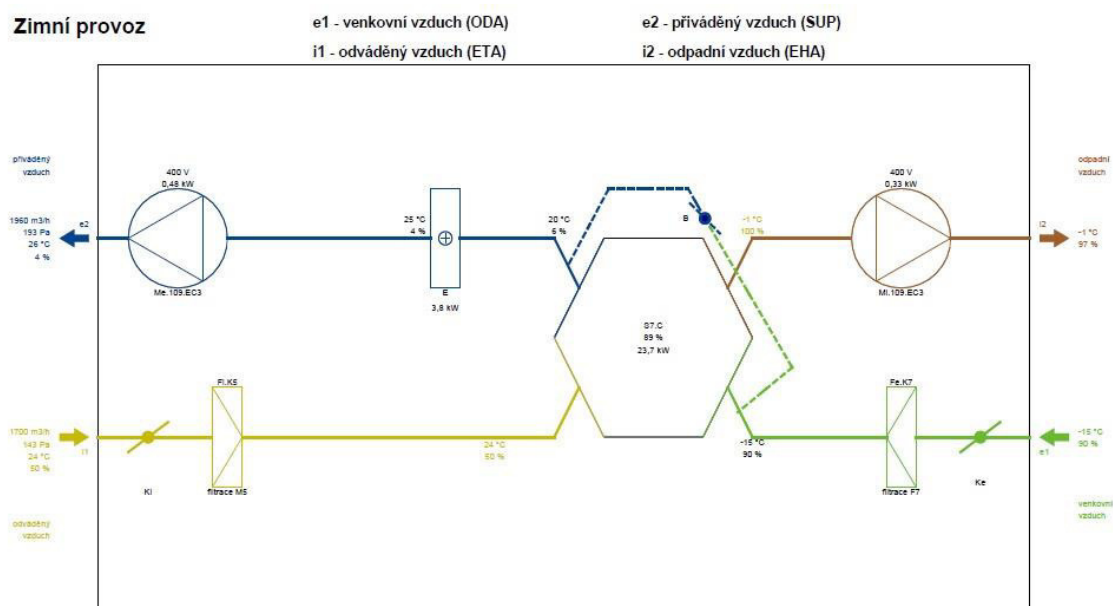 Zimní provoz
e1 - venkovní vzduch (ODA)
e2 - přiváděný vzduch (SUP)
i1 - odváděný vzduch (ETA)
i2 - odpadní vzduch (EHA)
přiváděný
vzduch
400 V
0,48 kW
400 V
0,33 kW
odpadní
vzduch
1960 m3/h
193 Pa
26 °C
4 %
e2
25 °C
4 %
20 °C
6 %
B
-1 °C
100 %
i2
-1 °C
97 %
Me.109.EC3
E
3,8 kW
Mi.109.EC3
S7.C
89 %
23,7 kW
Fi.K5
Fe.K7
1700 m3/h
143 Pa
24 °C
50 %
i1
24 °C
50 %
-15 °C
90 %
-15 °C
90 %
e1
Ki
filtrace M5
filtrace F7
Ke
odváděný
vzduch
venkovní
vzduch